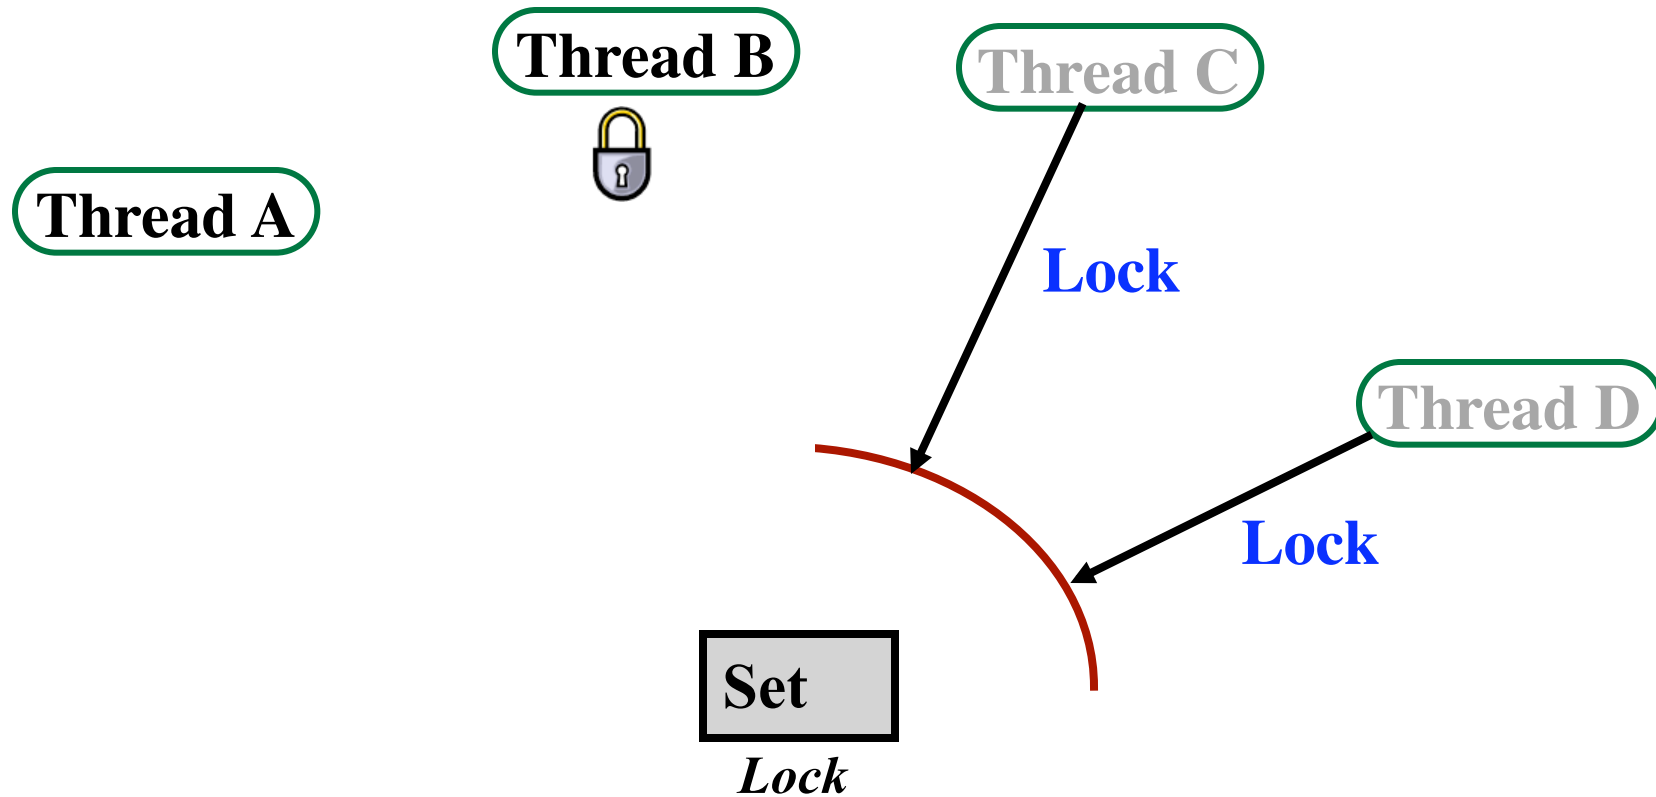 Thread B
Thread C
Thread A
Lock
Thread D
Lock
Set
Lock